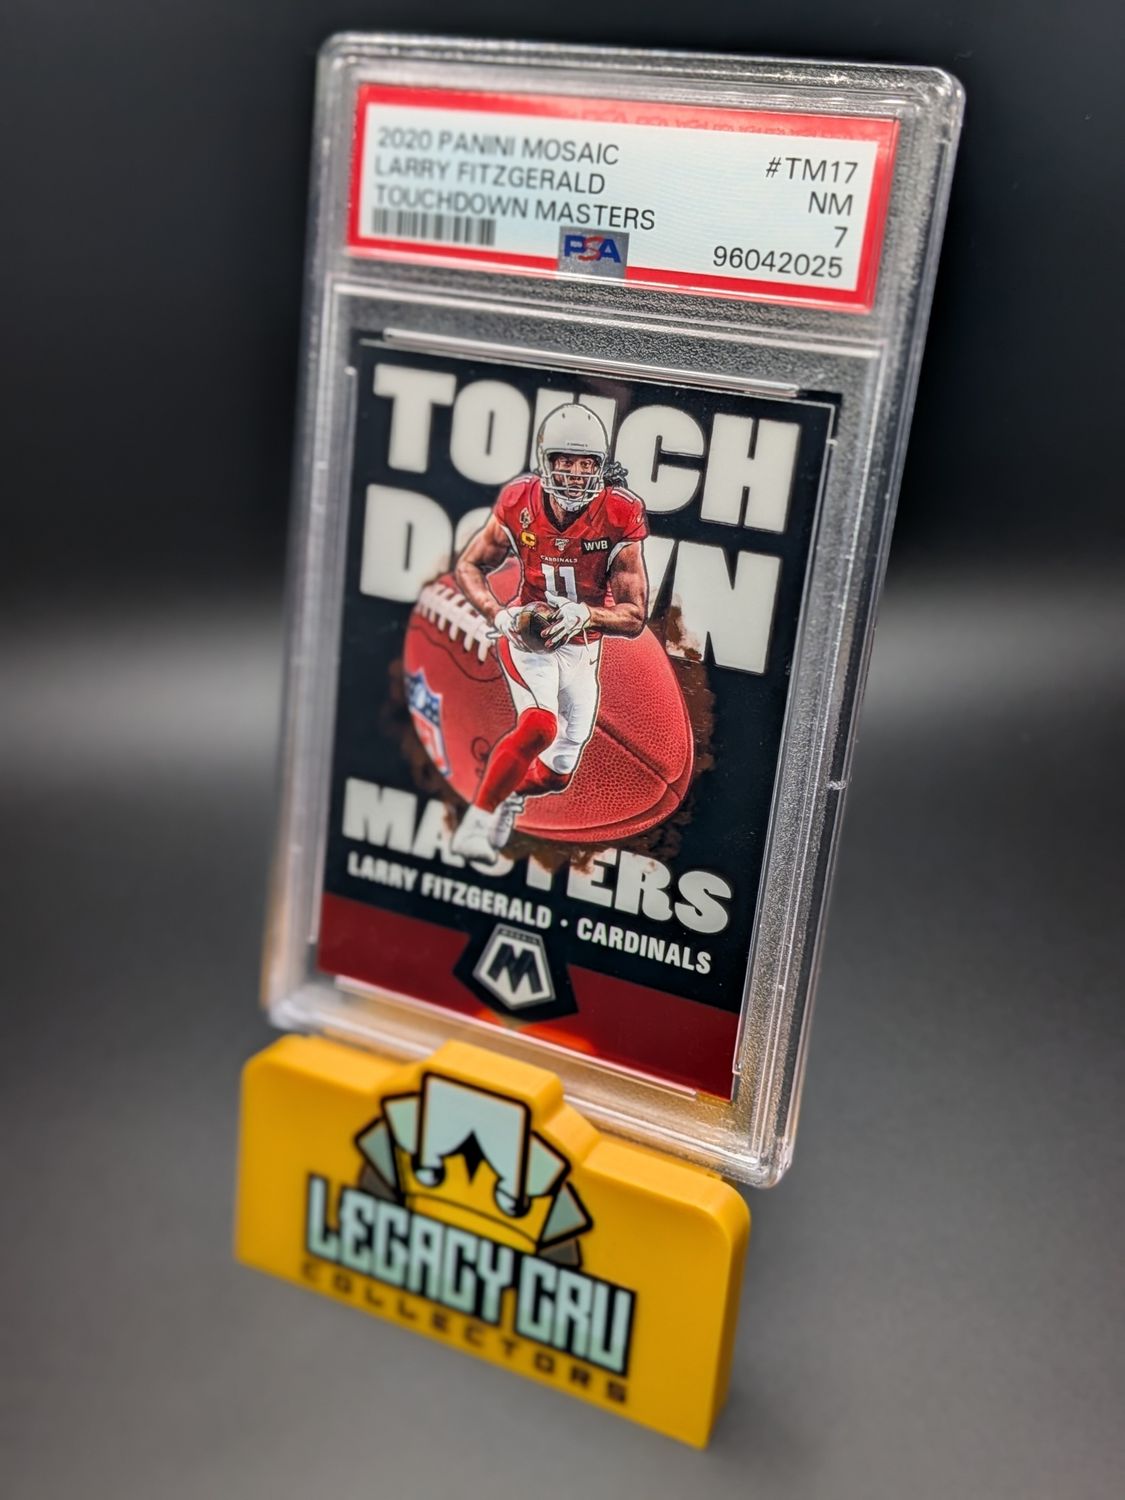 2020 PANINI MOSAIC
LARRY FITZGERALD
TOUCHDOWN MASTERS
#TM17
NM
7
96042025
PSA
TOUCH
DOWN
WVB
CARDINALS
11
MASTERS
LARRY FITZGERALD · CARDINALS
M
LEGACY CRU
COLLECTORS